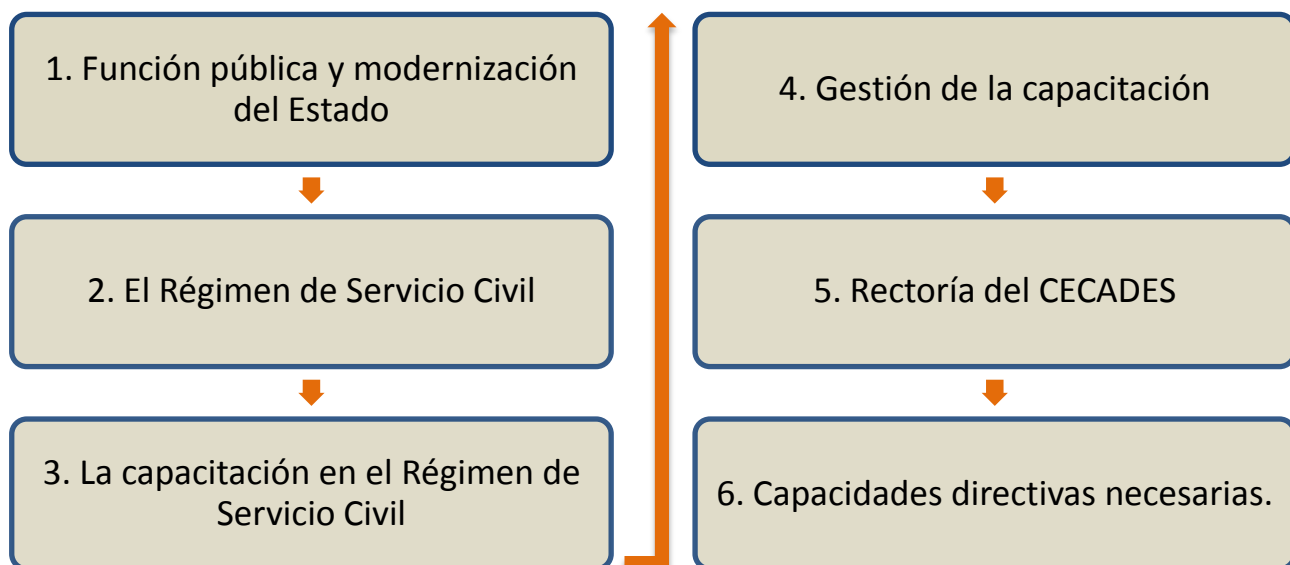 1. Función pública y modernización
del Estado
2. El Régimen de Servicio Civil
3. La capacitación en el Régimen de
Servicio Civil
4. Gestión de la capacitación
5. Rectoría del CECADES
6. Capacidades directivas necesarias.